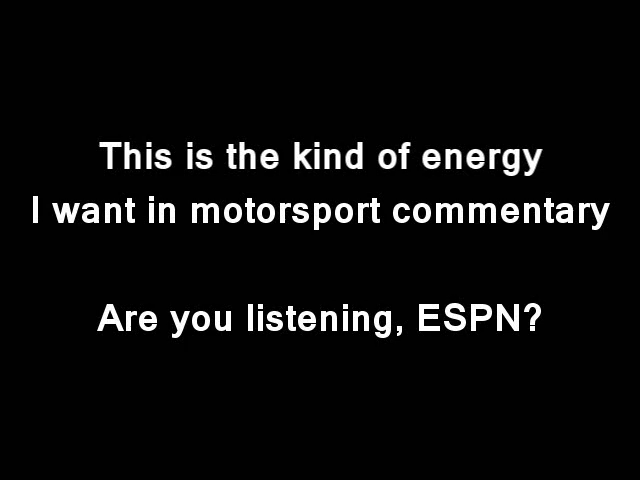 This is the kind of energy
I want in motorsport commentary
Are you listening, ESPN?